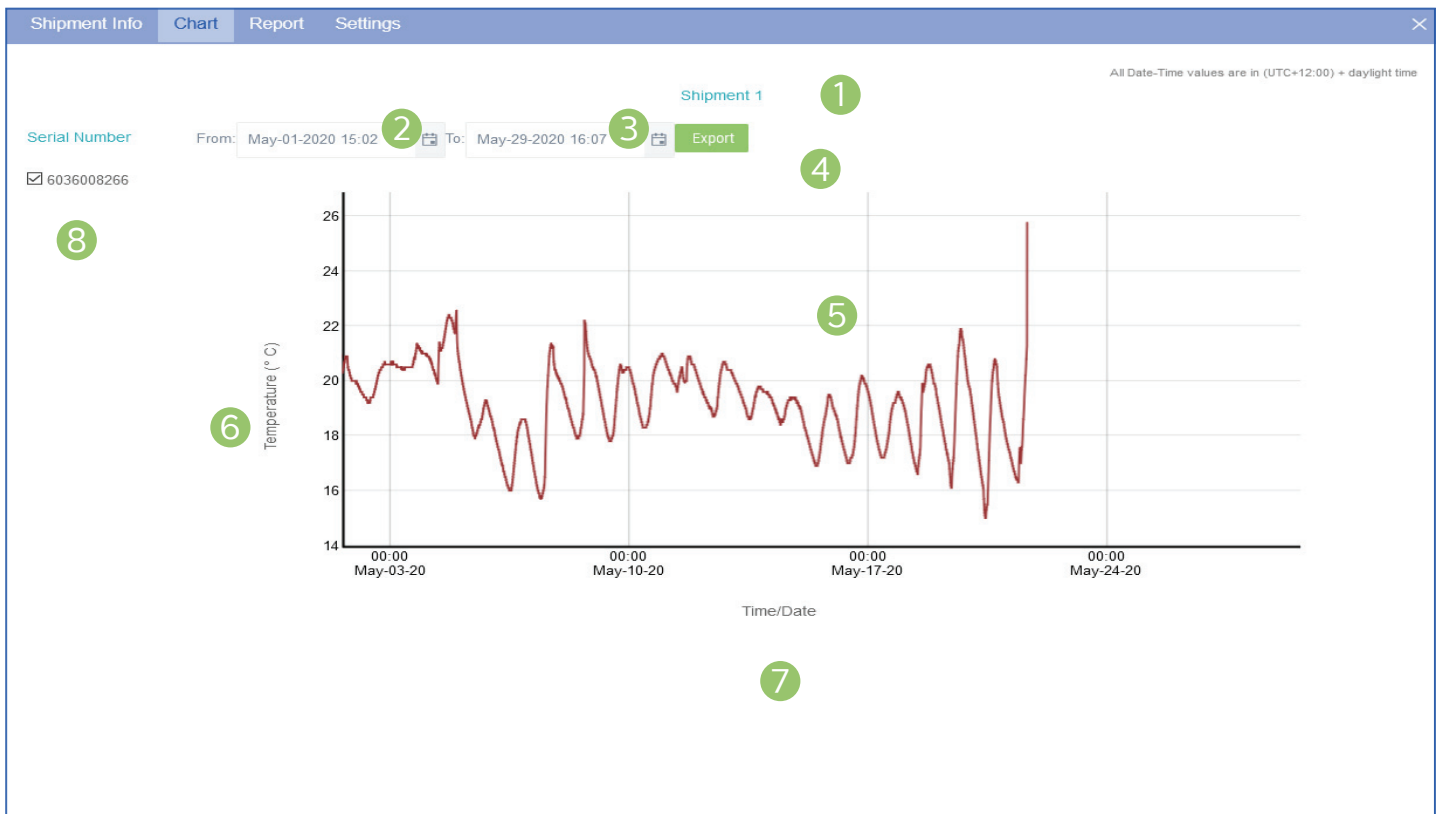 Shipment Info Chart Report Settings
All Date-Time values are in (UTC+12:00) + daylight time
Shipment 1 1
Serial Number From: May-01-2020 15:02 2 To: May-29-2020 16:07 3 Export
4
6036008266
8
26
24
22
5
20
18
16
14
6
Temperature (° C)
00:00 00:00 00:00 00:00
May-03-20 May-10-20 May-17-20 May-24-20
Time/Date
7